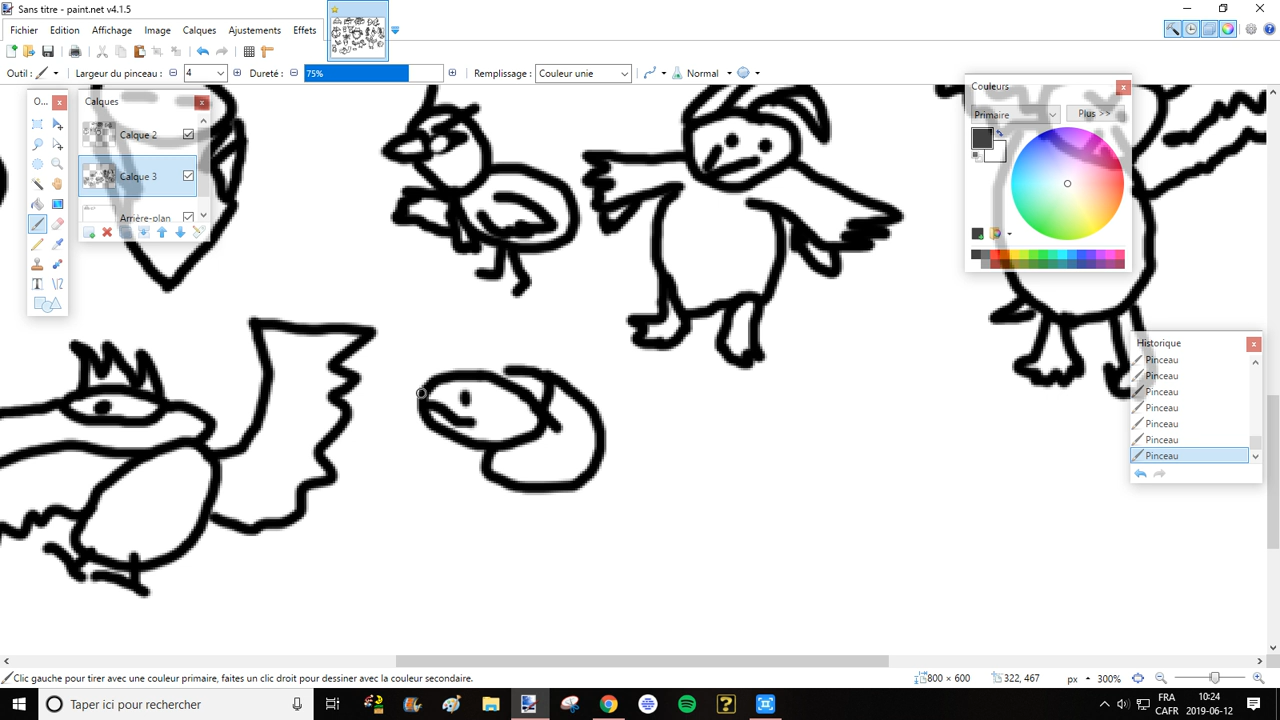 Sans titre - paint.net v4.1.5
Fichier Edition Affichage Image Calques Ajustements Effets
Outil : Largeur du pinceau : 4 Dureté : 75% Remplissage : Couleur unie Normal
O...
Calques
Calque 2
Calque 3
Arrière-plan
Couleurs
Primaire Plus >>
Historique
Pinceau
Pinceau
Pinceau
Pinceau
Pinceau
Pinceau
Pinceau
Clic gauche pour tirer avec une couleur primaire, faites un clic droit pour dessiner avec la couleur secondaire. 800 × 600 322, 467 px 300%
Taper ici pour rechercher
FRA 10:24
CAFR 2019-06-12